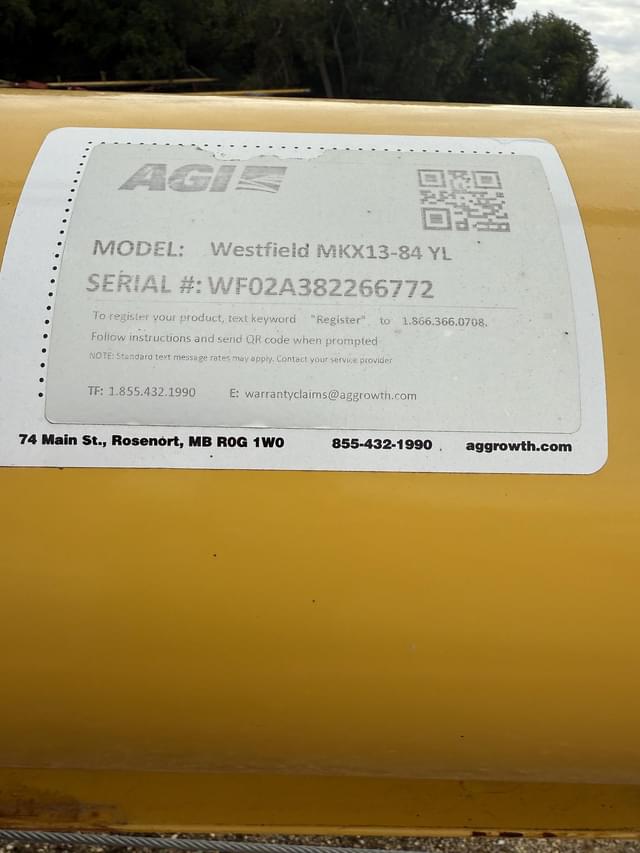 AGI
MODEL: Westfield MKX13-84 YL
SERIAL #: WF02A382266772
To register your product, text keyword "Register" to 1.866.366.0708.
Follow instructions and send QR code when prompted
NOTE: Standard text message rates may apply. Contact your service provider
TF: 1.855.432.1990 E: warrantyclaims@aggrowth.com
74 Main St., Rosenort, MB R0G 1W0 855-432-1990 aggrowth.com